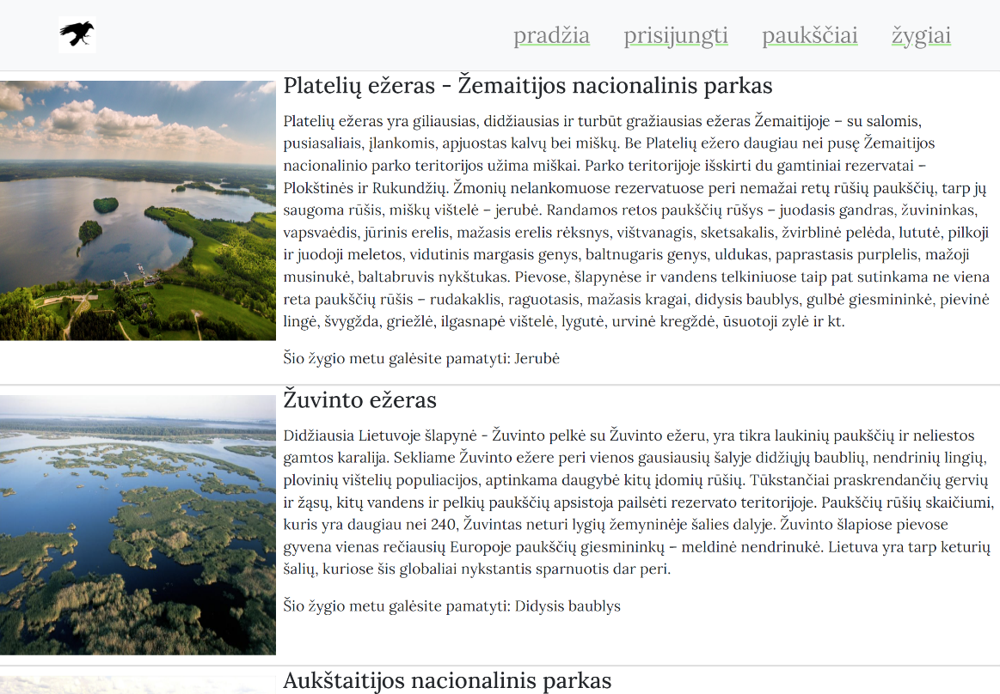 pradžia prisijungti paukščiai žygiai
Platelių ežeras - Žemaitijos nacionalinis parkas
Platelių ežeras yra giliausias, didžiausias ir turbūt gražiausias ežeras Žemaitijoje – su salomis,
pusiasaliais, įlankomis, apjuostas kalvų bei miškų. Be Platelių ežero daugiau nei pusę Žemaitijos
nacionalinio parko teritorijos užima miškai. Parko teritorijoje išskirti du gamtiniai rezervatai –
Plokštinės ir Rukundžių. Žmonių nelankomuose rezervatuose peri nemažai retų rūšių paukščių, tarp jų
saugoma rūšis, miškų vištelė – jerubė. Randamos retos paukščių rūšys – juodasis gandras, žuvininkas,
vapsvaėdis, jūrinis erelis, mažasis erelis rėksnys, vištvanagis, sketsakalis, žvirblinė pelėda, lututė, pilkoji
ir juodoji meletos, vidutinis margasis genys, baltnugaris genys, uldukas, paprastasis purplelis, mažoji
musinukė, baltabruvis nykštukas. Pievose, šlapynėse ir vandens telkiniuose taip pat sutinkama ne viena
reta paukščių rūšis – rudakaklis, raguotasis, mažasis kragai, didysis baublys, gulbė giesmininkė, pievinė
lingė, švygžda, griežlė, ilgasnapė vištelė, lygutė, urvinė kregždė, ūsuotoji zylė ir kt.
Šio žygio metu galėsite pamatyti: Jerubė
Žuvinto ežeras
Didžiausia Lietuvoje šlapynė - Žuvinto pelkė su Žuvinto ežeru, yra tikra laukinių paukščių ir neliestos
gamtos karalija. Sekliame Žuvinto ežere peri vienos gausiausių šalyje didžiųjų baublių, nendrinių lingių,
plovinių vištelių populiacijos, aptinkama daugybė kitų įdomių rūšių. Tūkstančiai praskrendančių gervių
ir žąsų, kitų vandens ir pelkių paukščių apsistoja pailsėti rezervato teritorijoje. Paukščių rūšių skaičiumi,
kuris yra daugiau nei 240, Žuvintas neturi lygių žemyninėje šalies dalyje. Žuvinto šlapiose pievose
gyvena vienas rečiausių Europoje paukščių giesmininkų – meldinė nendrinukė. Lietuva yra tarp keturių
šalių, kuriose šis globaliai nykstantis sparnuotis dar peri.
Šio žygio metu galėsite pamatyti: Didysis baublys
Aukštaitijos nacionalinis parkas